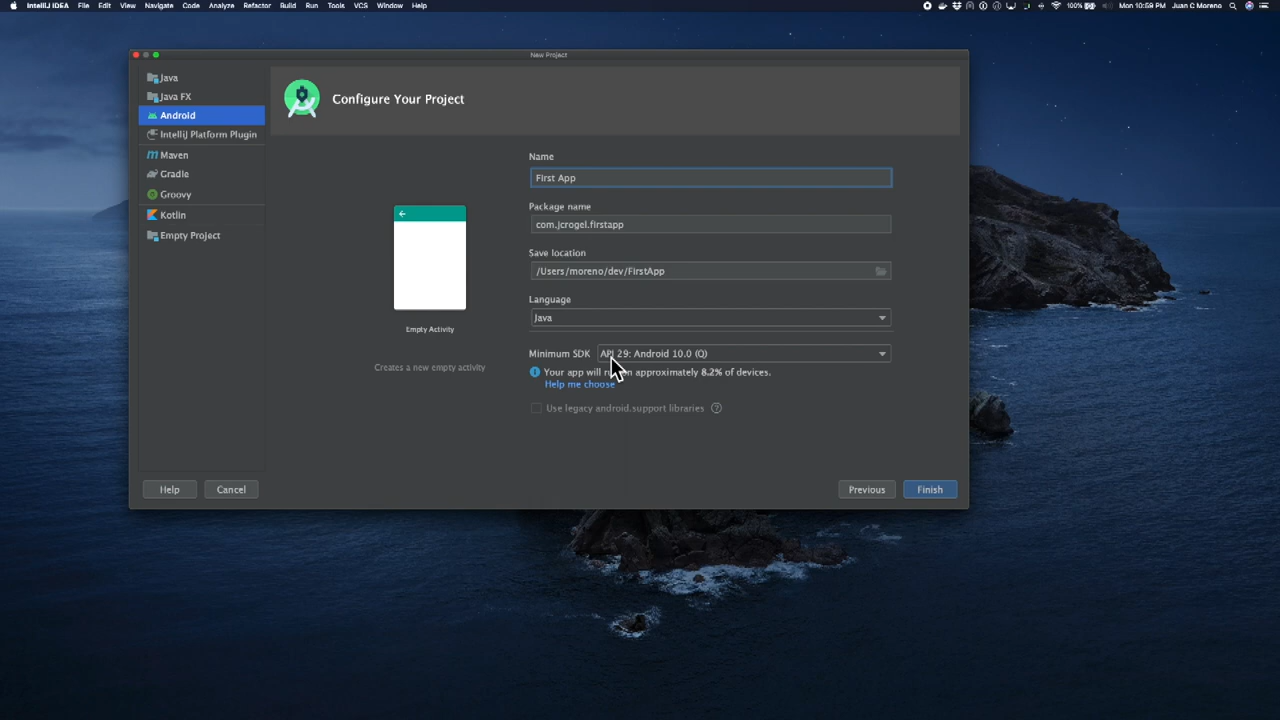 IntelliJ IDEA File Edit View Navigate Code Analyze Refactor Build Run Tools VCS Window Help 100% Mon 10:59 PM Juan C Moreno
New Project
Java
Java FX
Android
IntelliJ Platform Plugin
Maven
Gradle
Groovy
Kotlin
Empty Project
Configure Your Project
Empty Activity
Creates a new empty activity
Name
First App
Package name
com.jcrogel.firstapp
Save location
/Users/moreno/dev/FirstApp
Language
Java
Minimum SDK API 29: Android 10.0 (Q)
Your app will run on approximately 8.2% of devices.
Help me choose
Use legacy android.support libraries ?
Help Cancel Previous Finish